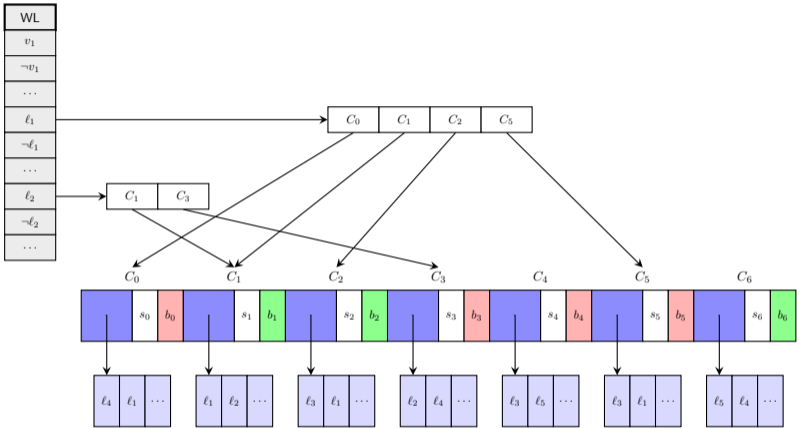 WL
v₁
¬v₁
...
ℓ₁
C₀ C₁ C₂ C₅
¬ℓ₁
...
ℓ₂
C₁ C₃
¬ℓ₂
...
C₀ C₁ C₂ C₃ C₄ C₅ C₆
s₀ b₀ s₁ b₁ s₂ b₂ s₃ b₃ s₄ b₄ s₅ b₅ s₆ b₆
ℓ₄ ℓ₁ ... ℓ₁ ℓ₂ ... ℓ₃ ℓ₁ ... ℓ₂ ℓ₄ ... ℓ₃ ℓ₅ ... ℓ₃ ℓ₁ ... ℓ₅ ℓ₄ ...